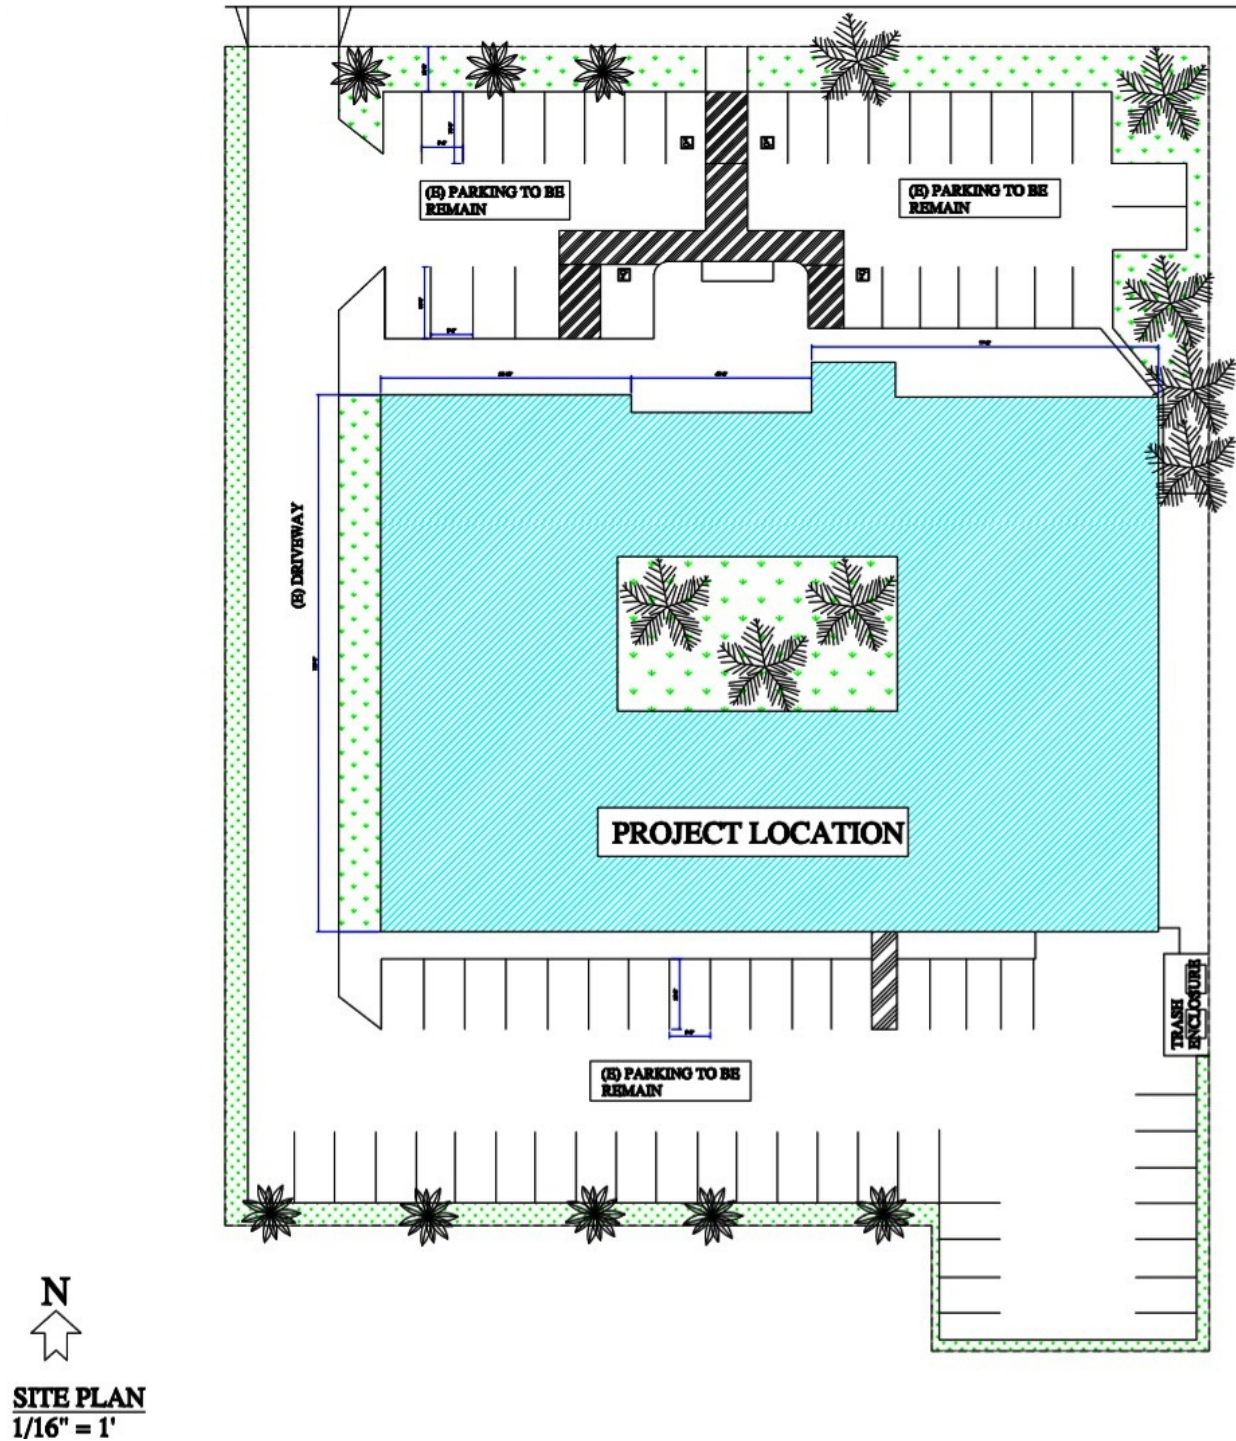 (E) PARKING TO BE
REMAIN
(E) PARKING TO BE
REMAIN
(E) DRIVEWAY
PROJECT LOCATION
TRASH
ENCLOSURE
(E) PARKING TO BE
REMAIN
N
SITE PLAN
1/16" = 1'